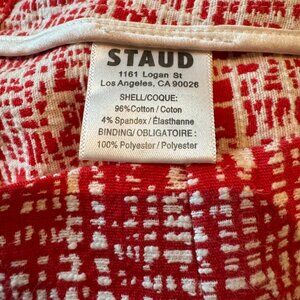 STAUD
1161 Logan St
Los Angeles, CA 90026
SHELL/COQUE:
96%Cotton / Coton
4% Spandex / Élasthanne
BINDING/OBLIGATOIRE :
100% Polyester / Polyester